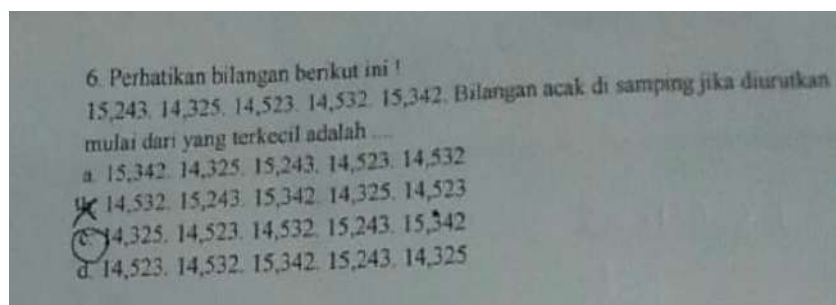 6. Perhatikan bilangan berikut ini !
15,243. 14,325. 14,523. 14,532. 15,342. Bilangan acak di samping jika diurutkan
mulai dari yang terkecil adalah ....
a. 15,342. 14,325. 15,243. 14,523. 14,532
14,532. 15,243. 15,342. 14,325. 14,523
c. 14,325. 14,523. 14,532. 15,243. 15,342
d. 14,523. 14,532. 15,342. 15,243. 14,325